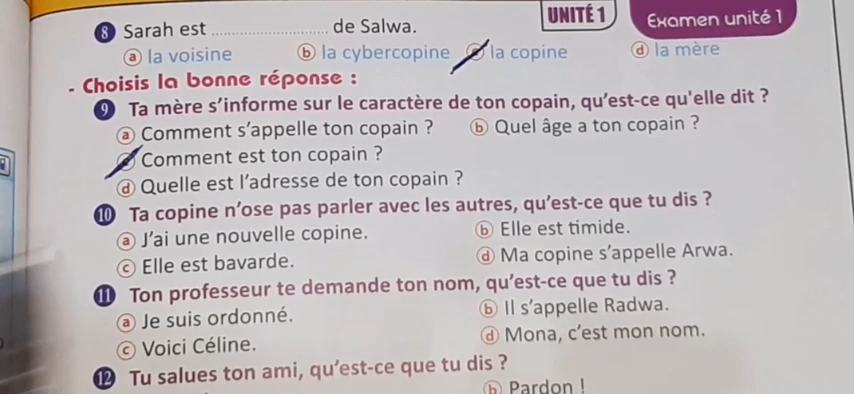 UNITÉ 1 Examen unité 1
8 Sarah est ........................... de Salwa.
a la voisine b la cybercopine c la copine d la mère
- Choisis la bonne réponse :
9 Ta mère s'informe sur le caractère de ton copain, qu'est-ce qu'elle dit ?
a Comment s'appelle ton copain ? b Quel âge a ton copain ?
Comment est ton copain ?
d Quelle est l'adresse de ton copain ?
10 Ta copine n'ose pas parler avec les autres, qu'est-ce que tu dis ?
a J'ai une nouvelle copine. b Elle est timide.
c Elle est bavarde. d Ma copine s'appelle Arwa.
11 Ton professeur te demande ton nom, qu'est-ce que tu dis ?
a Je suis ordonné. b Il s'appelle Radwa.
c Voici Céline. d Mona, c'est mon nom.
12 Tu salues ton ami, qu'est-ce que tu dis ?
b Pardon !